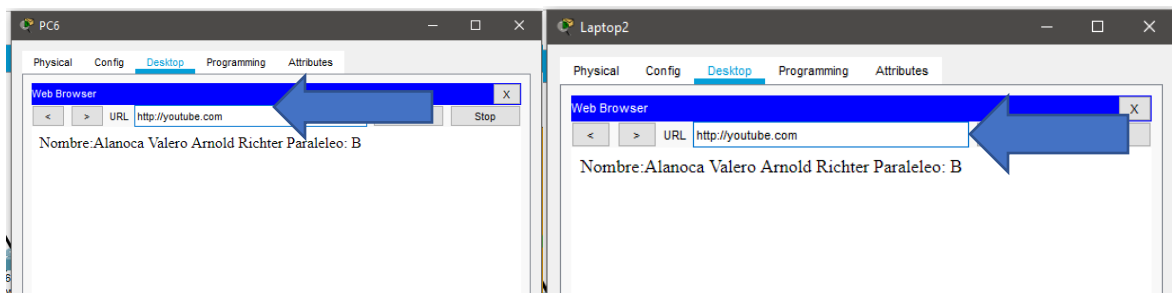 PC6
Physical Config Desktop Programming Attributes
Web Browser X
< > URL http://youtube.com Stop
Nombre:Alanoca Valero Arnold Richter Paraleleo: B
Laptop2
Physical Config Desktop Programming Attributes
Web Browser X
< > URL http://youtube.com
Nombre:Alanoca Valero Arnold Richter Paraleleo: B